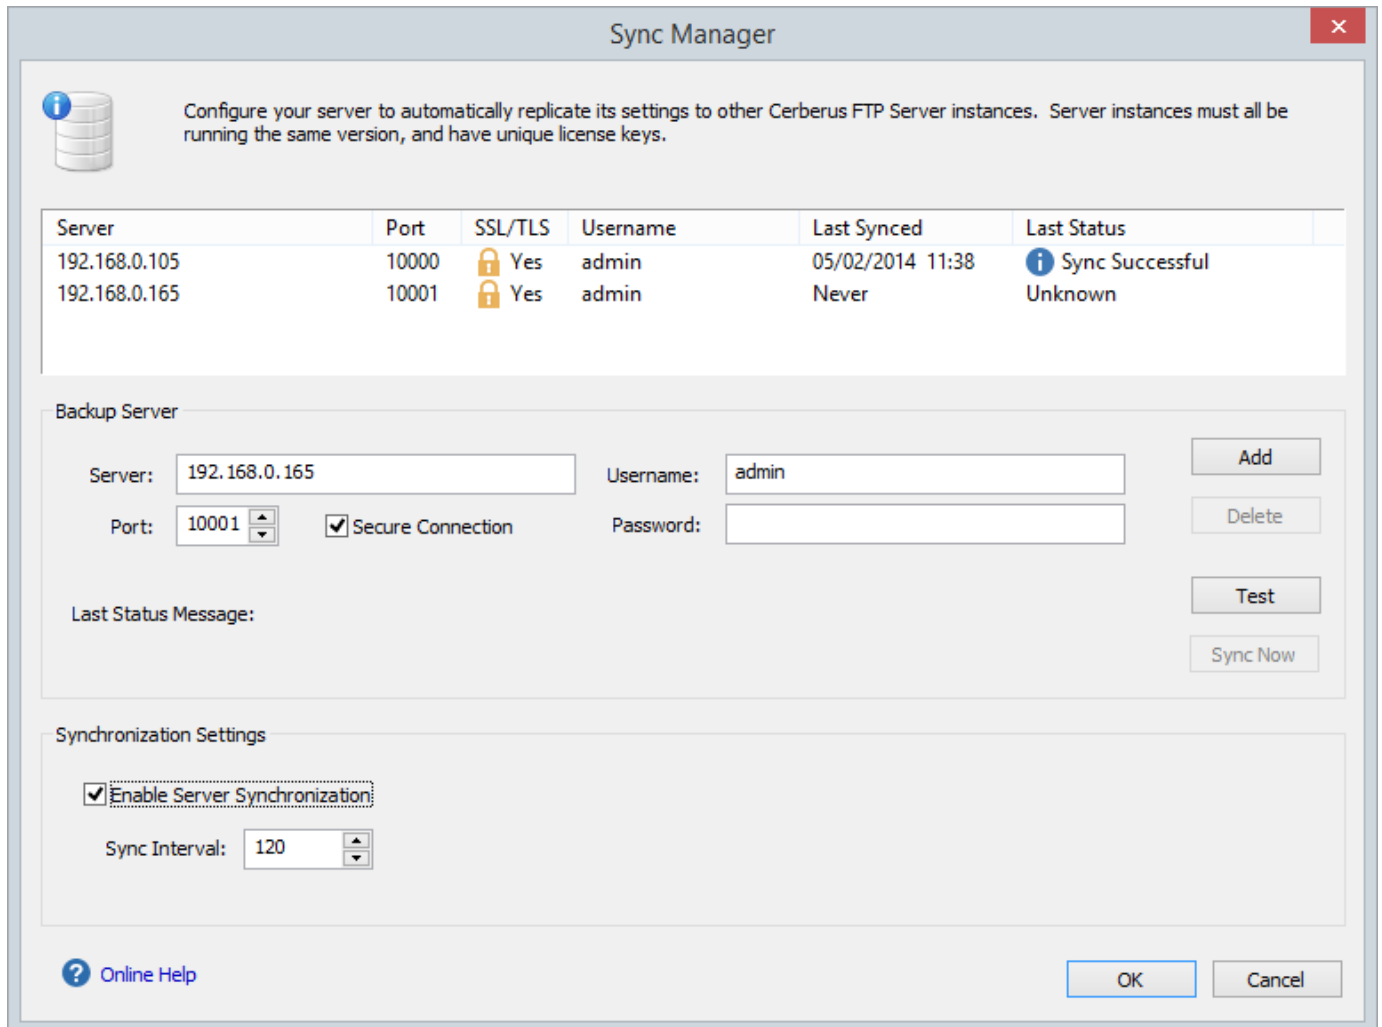 Sync Manager
Configure your server to automatically replicate its settings to other Cerberus FTP Server instances.  Server instances must all be
running the same version, and have unique license keys.
Server Port SSL/TLS Username Last Synced Last Status
192.168.0.105 10000 Yes admin 05/02/2014  11:38 Sync Successful
192.168.0.165 10001 Yes admin Never Unknown
Backup Server
Server: 192.168.0.165 Username: admin Add
Port: 10001 Secure Connection Password: Delete
Last Status Message: Test
Sync Now
Synchronization Settings
Enable Server Synchronization
Sync Interval: 120
Online Help OK Cancel